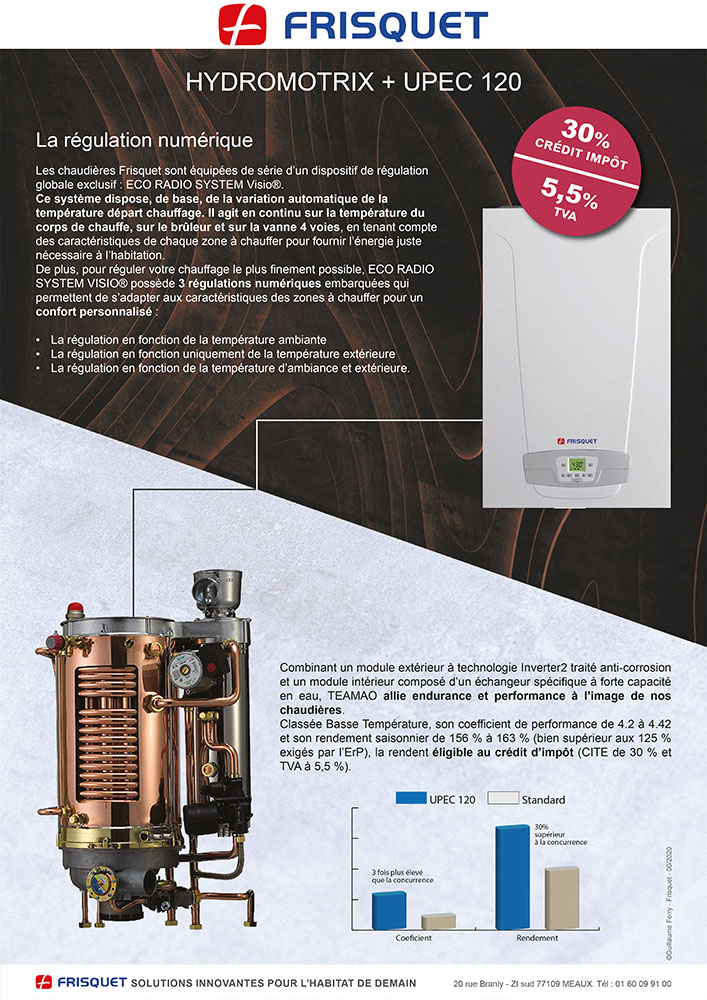 FRISQUET
HYDROMOTRIX + UPEC 120
30%
CRÉDIT IMPÔT
5,5%
TVA
La régulation numérique
Les chaudières Frisquet sont équipées de série d'un dispositif de régulation
globale exclusif : ECO RADIO SYSTEM Visio®.
Ce système dispose, de base, de la variation automatique de la
température départ chauffage. Il agit en continu sur la température du
corps de chauffe, sur le brûleur et sur la vanne 4 voies, en tenant compte
des caractéristiques de chaque zone à chauffer pour fournir l'énergie juste
nécessaire à l'habitation.
De plus, pour réguler votre chauffage le plus finement possible, ECO RADIO
SYSTEM VISIO® possède 3 régulations numériques embarquées qui
permettent de s'adapter aux caractéristiques des zones à chauffer pour un
confort personnalisé :
• La régulation en fonction de la température ambiante
• La régulation en fonction uniquement de la température extérieure
• La régulation en fonction de la température d'ambiance et extérieure.
FRISQUET
Combinant un module extérieur à technologie Inverter2 traité anti-corrosion
et un module intérieur composé d'un échangeur spécifique à forte capacité
en eau, TEAMAO allie endurance et performance à l'image de nos
chaudières.
Classée Basse Température, son coefficient de performance de 4.2 à 4.42
et son rendement saisonnier de 156 % à 163 % (bien supérieur aux 125 %
exigés par l'ErP), la rendent éligible au crédit d'impôt (CITE de 30 % et
TVA à 5,5 %).
UPEC 120
Standard
30%
supérieur
à la concurrence
3 fois plus élevé
que la concurrence
Coeficient
Rendement
©Guillaume Ferry - Frisquet - 06/2020
FRISQUET SOLUTIONS INNOVANTES POUR L'HABITAT DE DEMAIN
20 rue Branly - ZI sud 77109 MEAUX. Tél : 01 60 09 91 00